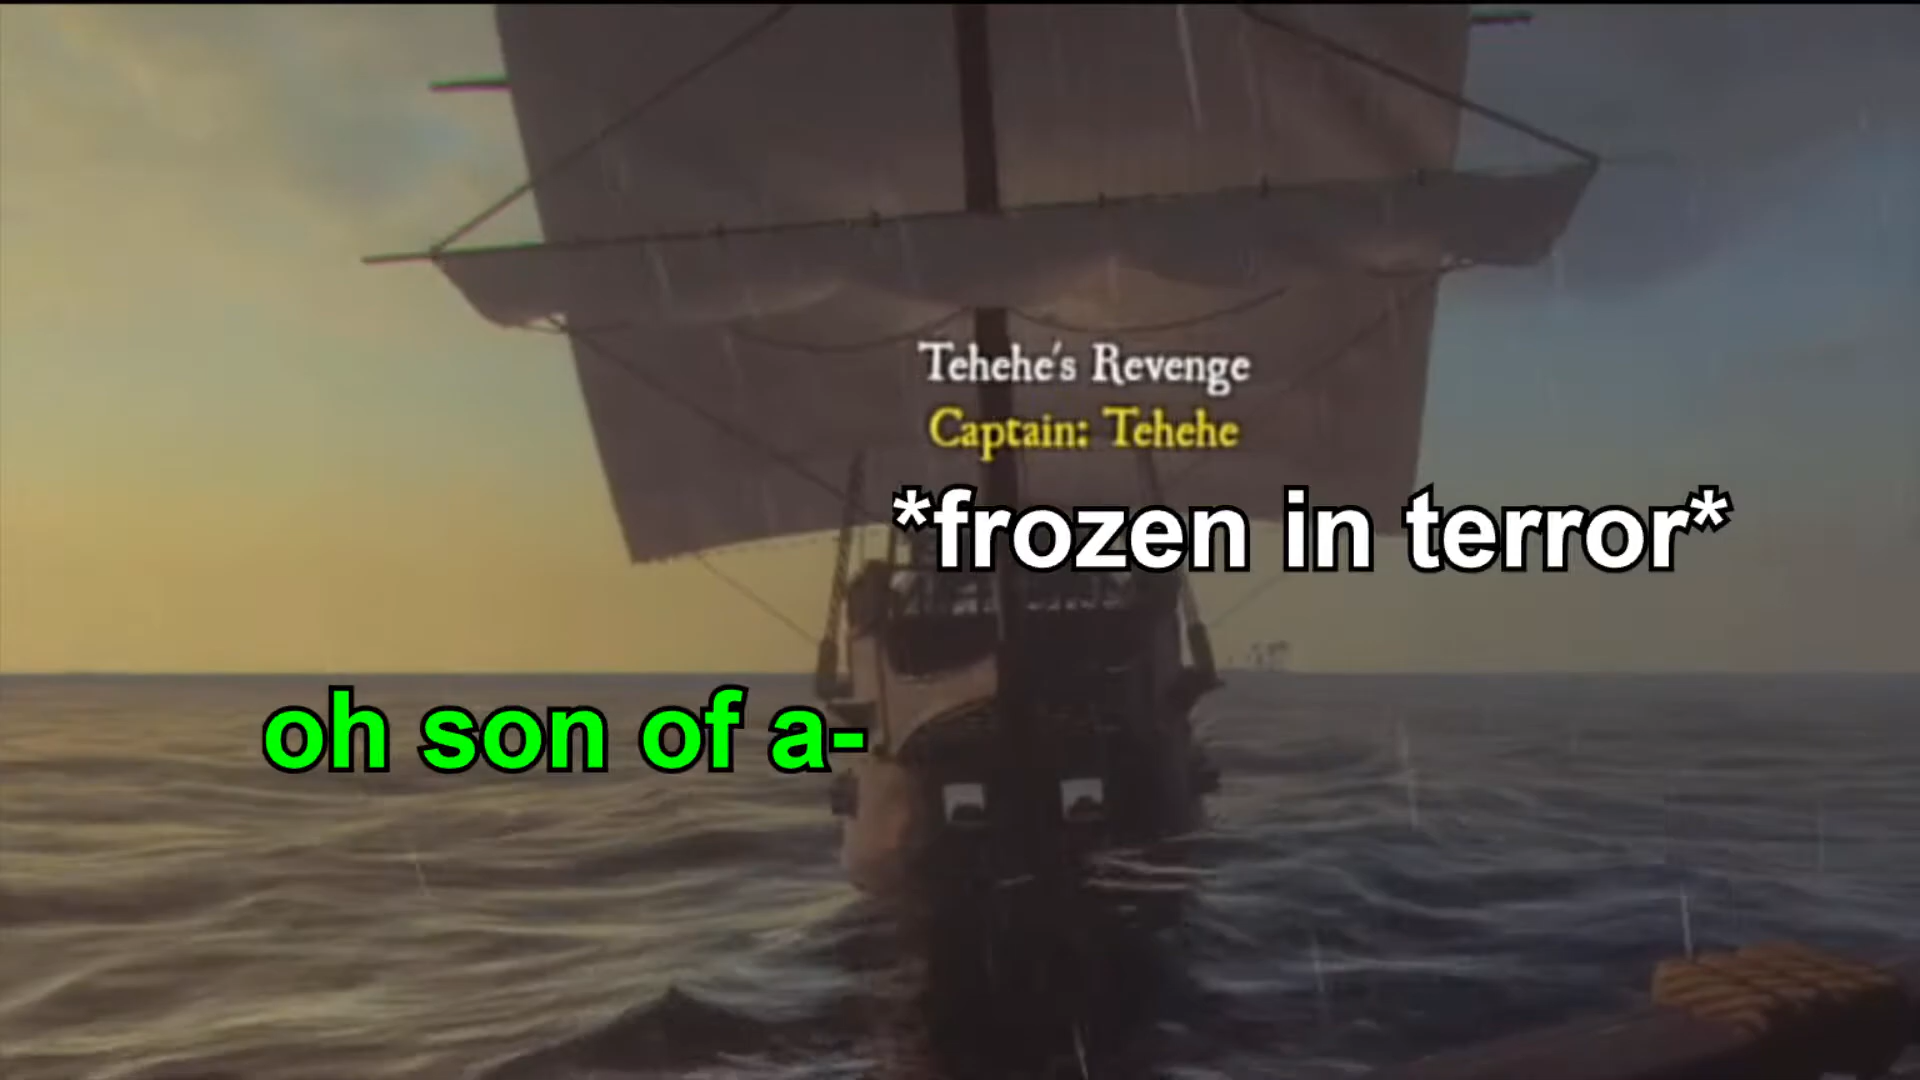 Tehehe's Revenge
Captain: Tehehe
*frozen in terror*
oh son of a-